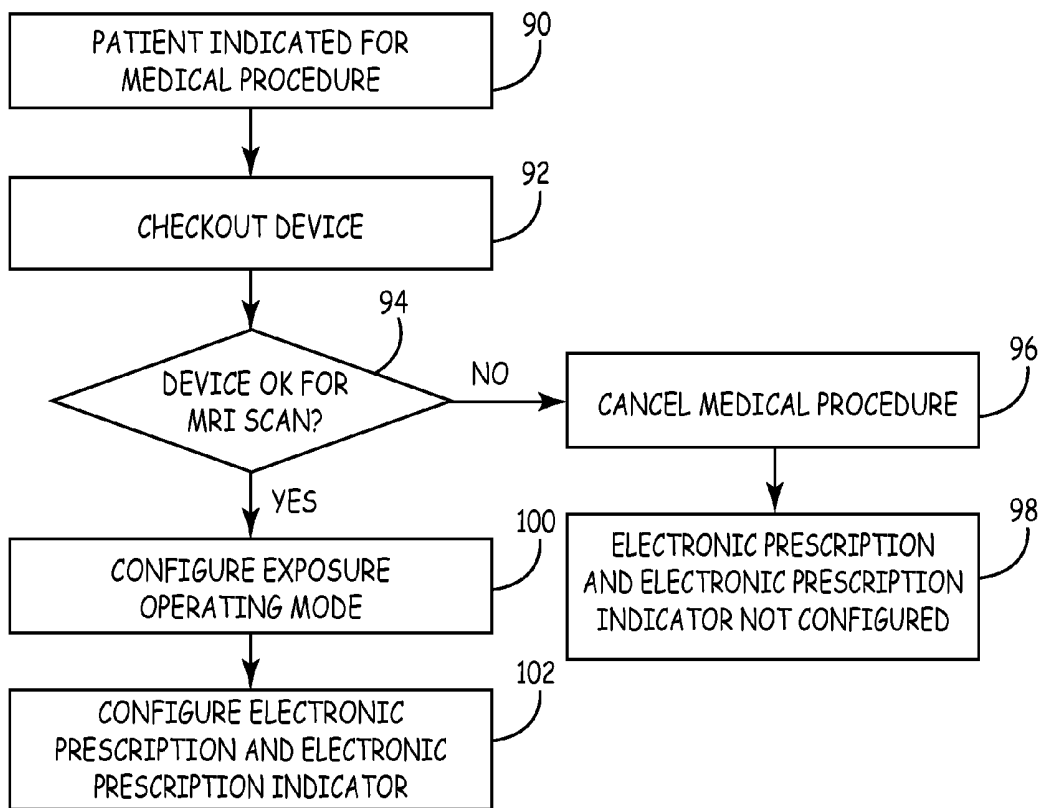 90
PATIENT INDICATED FOR
MEDICAL PROCEDURE
92
CHECKOUT DEVICE
94
DEVICE OK FOR
MRI SCAN?
NO
96
CANCEL MEDICAL PROCEDURE
YES
98
ELECTRONIC PRESCRIPTION
AND ELECTRONIC PRESCRIPTION
INDICATOR NOT CONFIGURED
100
CONFIGURE EXPOSURE
OPERATING MODE
102
CONFIGURE ELECTRONIC
PRESCRIPTION AND ELECTRONIC
PRESCRIPTION INDICATOR